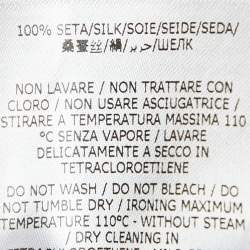 100% SETA/SILK/SOIE/SEIDE/SEDA/
桑蚕丝/絹/حرير/ШЕЛК
NON LAVARE / NON TRATTARE CON
CLORO / NON USARE ASCIUGATRICE /
STIRARE A TEMPERATURA MASSIMA 110
°C SENZA VAPORE / LAVARE
DELICATAMENTE A SECCO IN
TETRACLOROETILENE
DO NOT WASH / DO NOT BLEACH / DO
NOT TUMBLE DRY / IRONING MAXIMUM
TEMPERATURE 110°C - WITHOUT STEAM
/ DRY CLEANING IN